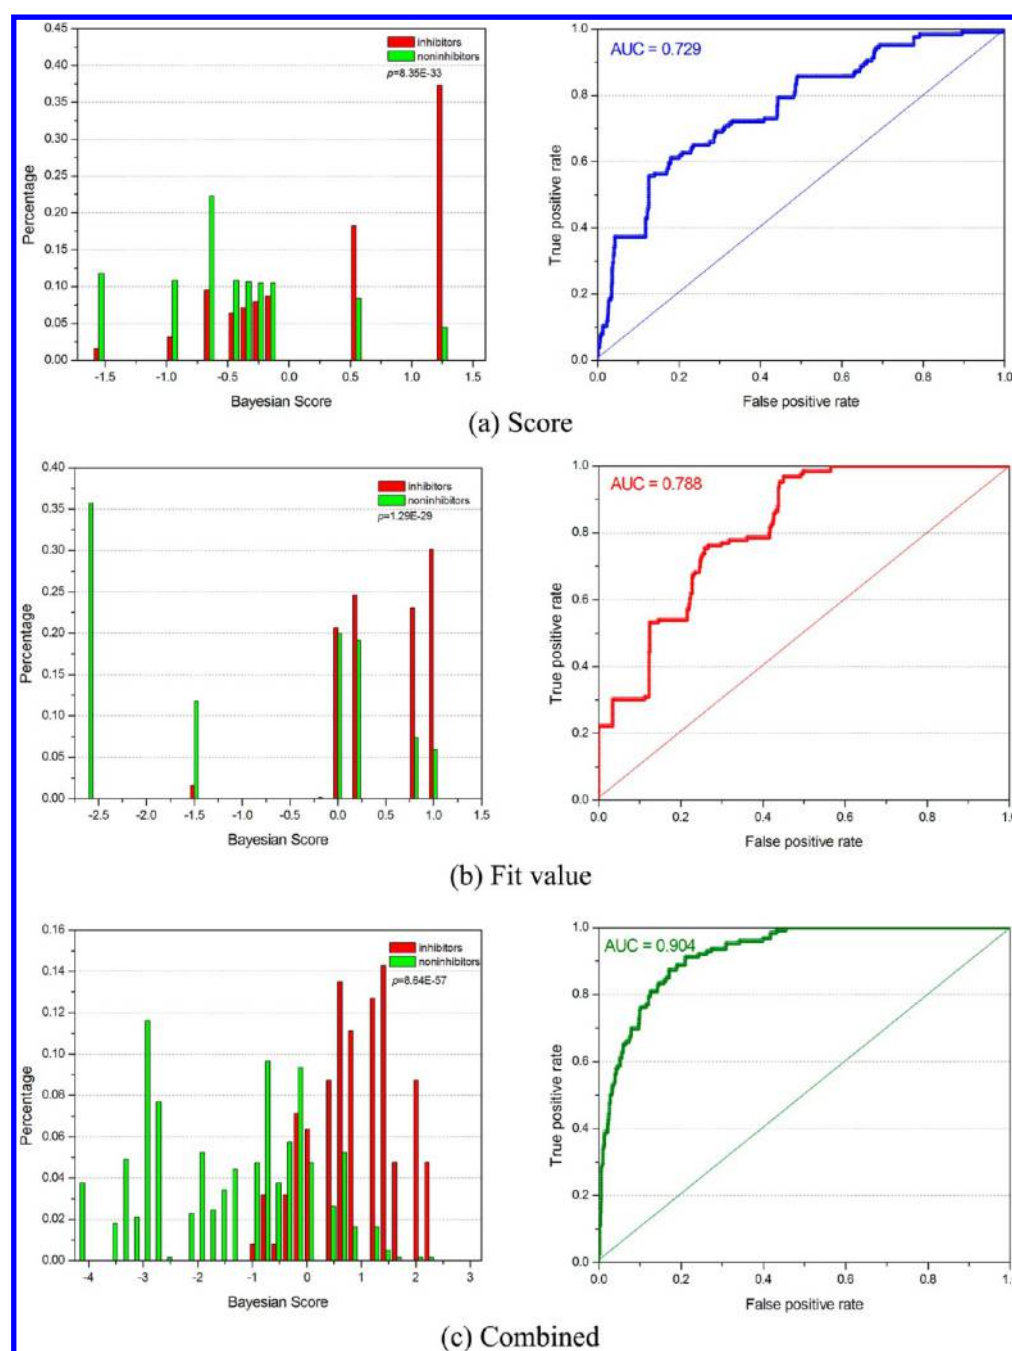 0.45
0.40
0.35
0.30
0.25
0.20
0.15
0.10
0.05
0.00
Percentage
inhibitors
noninhibitors
p=8.35E-33
-1.5 -1.0 -0.5 0.0 0.5 1.0 1.5
Bayesian Score
AUC = 0.729
1.0
0.8
0.6
0.4
0.2
0.0
True positive rate
0.0 0.2 0.4 0.6 0.8 1.0
False positive rate
(a) Score
0.40
0.35
0.30
0.25
0.20
0.15
0.10
0.05
0.00
Percentage
inhibitors
noninhibitors
p=1.29E-29
-2.5 -2.0 -1.5 -1.0 -0.5 0.0 0.5 1.0 1.5
Bayesian Score
AUC = 0.788
1.0
0.8
0.6
0.4
0.2
0.0
True positive rate
0.0 0.2 0.4 0.6 0.8 1.0
False positive rate
(b) Fit value
0.16
0.14
0.12
0.10
0.08
0.06
0.04
0.02
0.00
Percentage
inhibitors
noninhibitors
p=8.64E-57
-4 -3 -2 -1 0 1 2 3
Bayesian Score
AUC = 0.904
1.0
0.8
0.6
0.4
0.2
0.0
True positive rate
0.0 0.2 0.4 0.6 0.8 1.0
False positive rate
(c) Combined